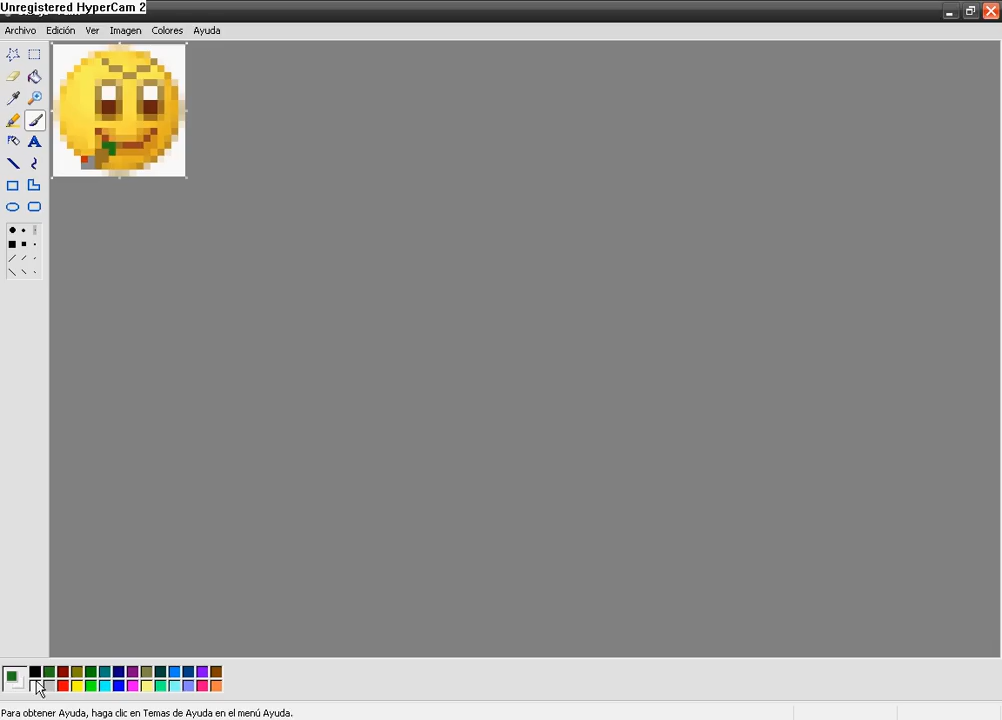 Unregistered HyperCam 2
Archivo Edición Ver Imagen Colores Ayuda
A
Para obtener Ayuda, haga clic en Temas de Ayuda en el menú Ayuda.